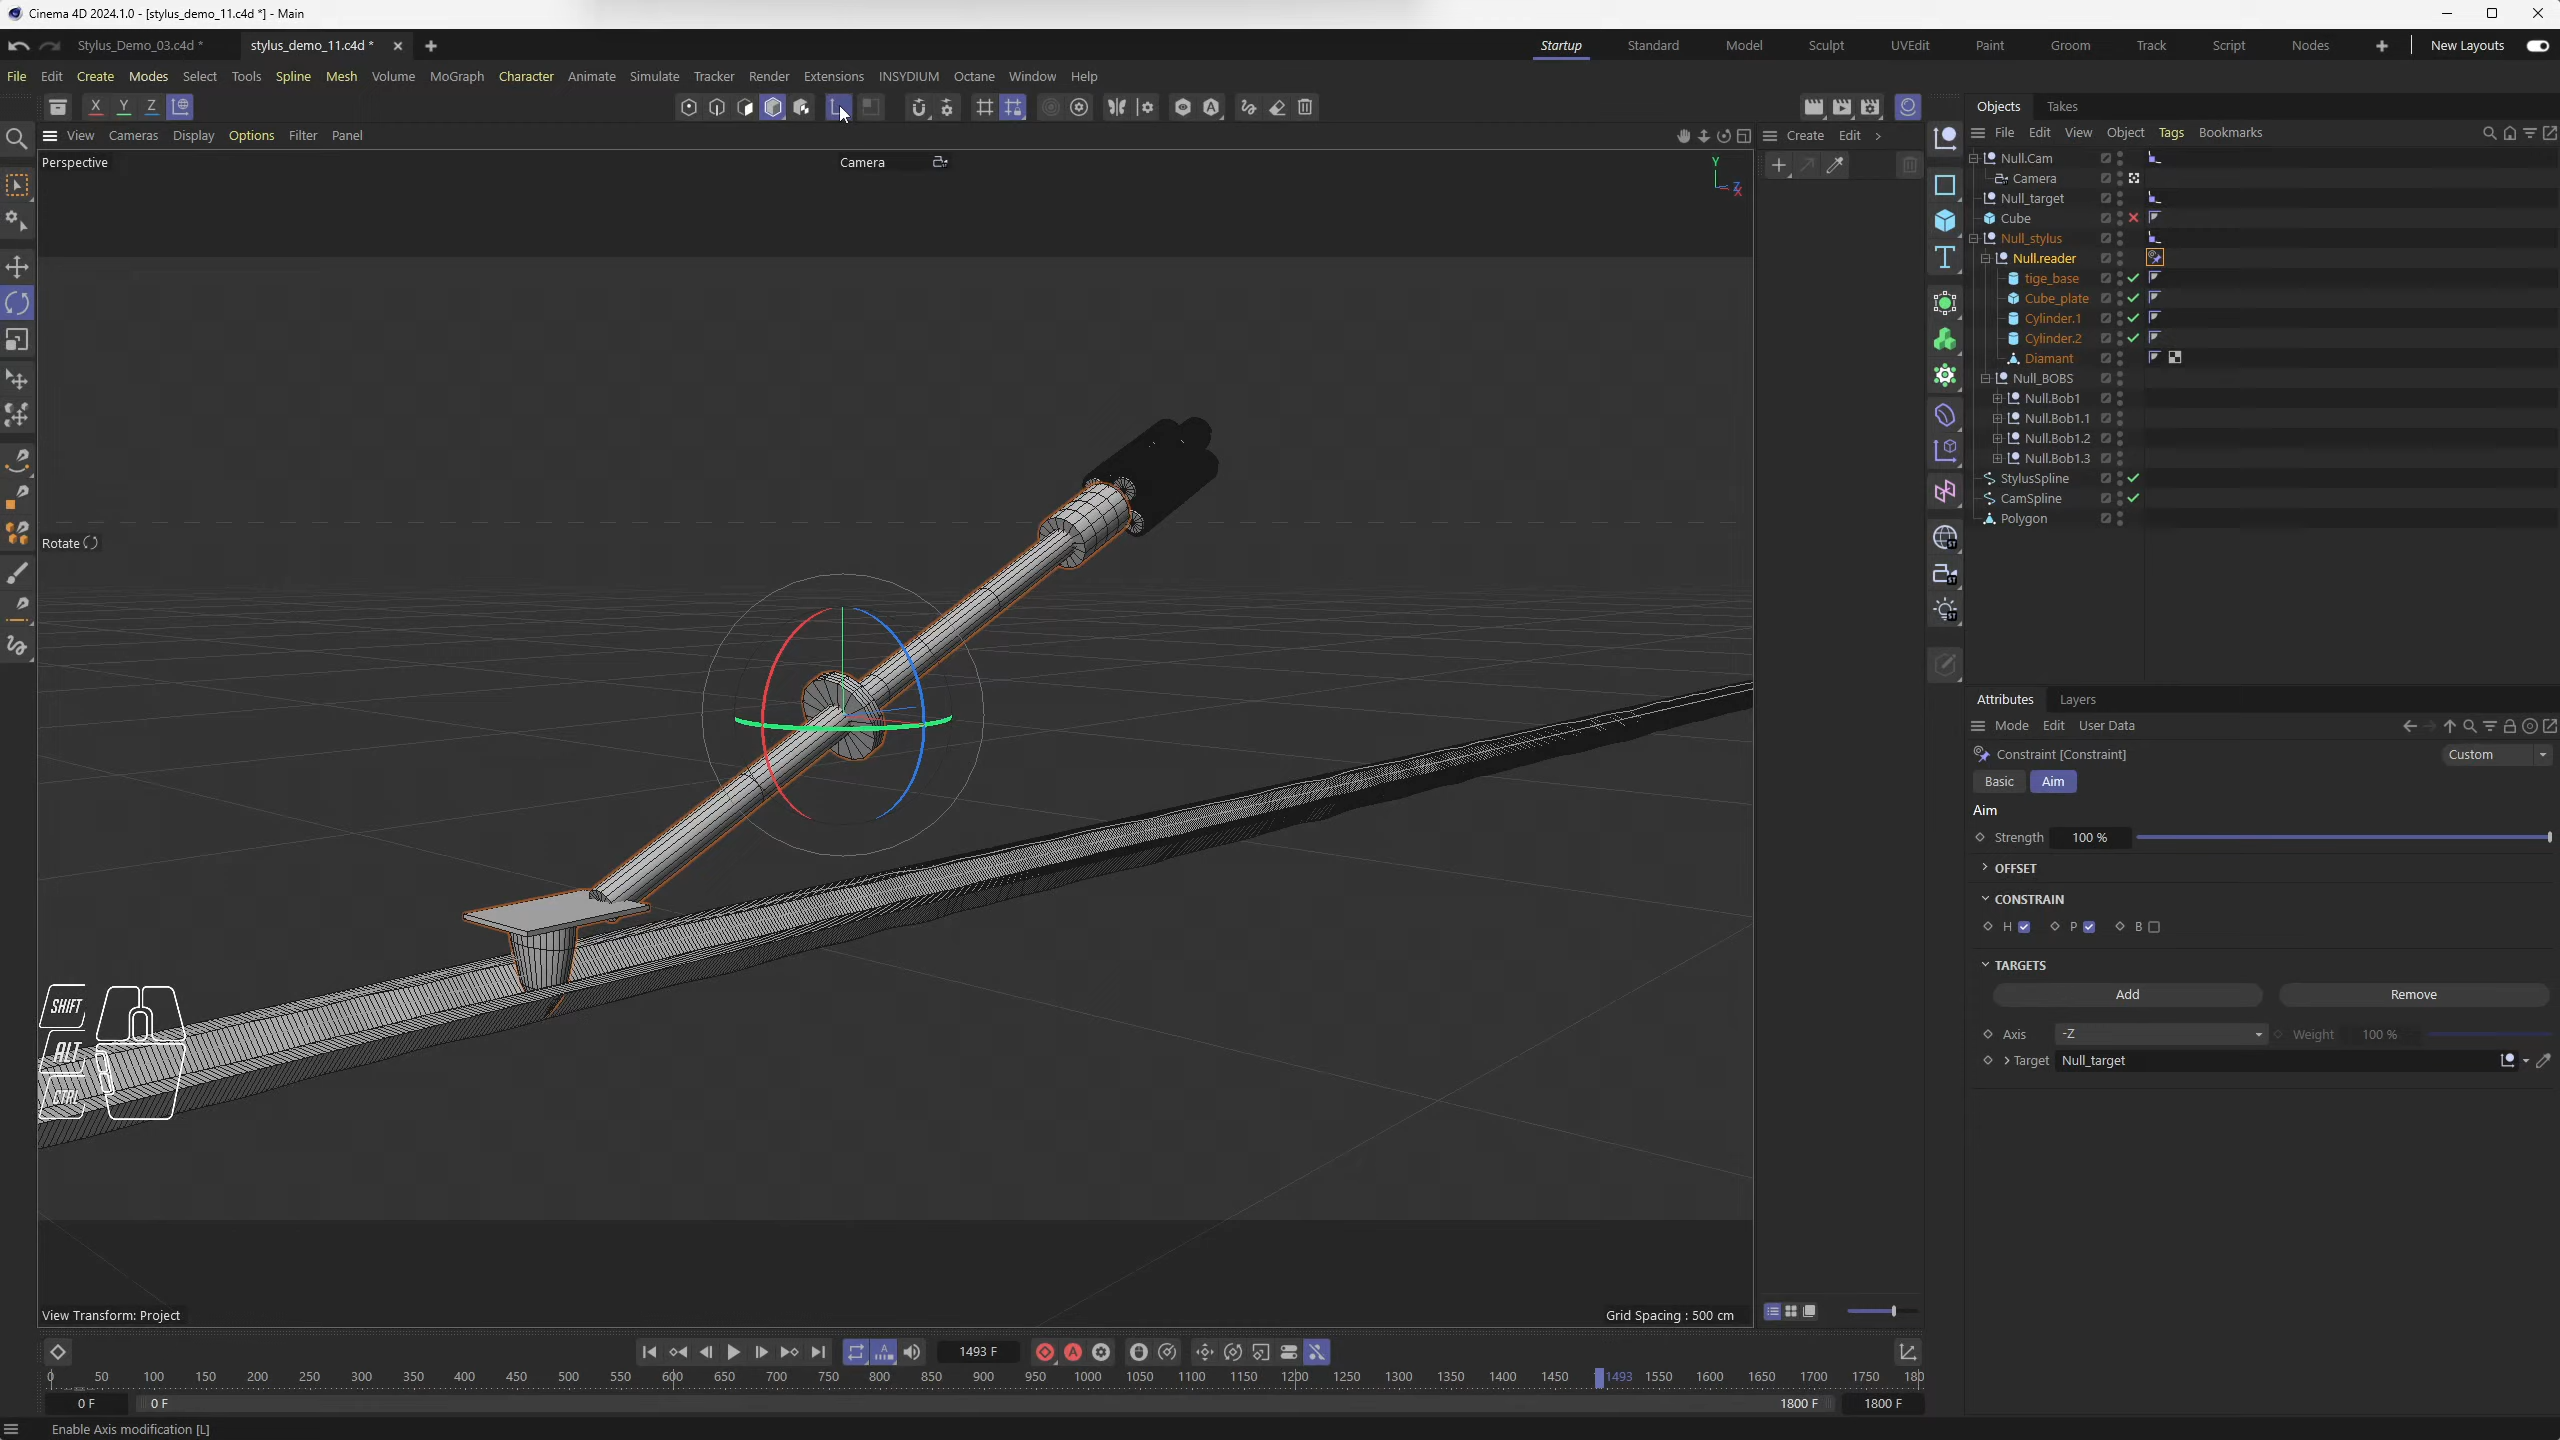 Cinema 4D 2024.1.0 - [stylus_demo_11.c4d *] - Main
Stylus_Demo_03.c4d *
stylus_demo_11.c4d *
Startup Standard Model Sculpt UVEdit Paint Groom Track Script Nodes New Layouts
File Edit Create Modes Select Tools Spline Mesh Volume MoGraph Character Animate Simulate Tracker Render Extensions INSYDIUM Octane Window Help
X Y Z
View Cameras Display Options Filter Panel
Perspective
Camera
Y
Z
X
Rotate
SHIFT
ALT
CTRL
View Transform: Project
Grid Spacing : 500 cm
Create Edit
Objects Takes
File Edit View Object Tags Bookmarks
Null.Cam
Camera
Null_target
Cube
Null_stylus
Null.reader
tige_base
Cube_plate
Cylinder.1
Cylinder.2
Diamant
Null_BOBS
Null.Bob1
Null.Bob1.1
Null.Bob1.2
Null.Bob1.3
StylusSpline
CamSpline
Polygon
Attributes Layers
Mode Edit User Data
Constraint [Constraint]
Custom
Basic Aim
Aim
Strength 100 %
OFFSET
CONSTRAIN
H P B
TARGETS
Add Remove
Axis -Z Weight 100 %
Target Null_target
1493 F
0 50 100 150 200 250 300 350 400 450 500 550 600 650 700 750 800 850 900 950 1000 1050 1100 1150 1200 1250 1300 1350 1400 1450 1493 1550 1600 1650 1700 1750 180
0 F 0 F 1800 F 1800 F
Enable Axis modification [L]